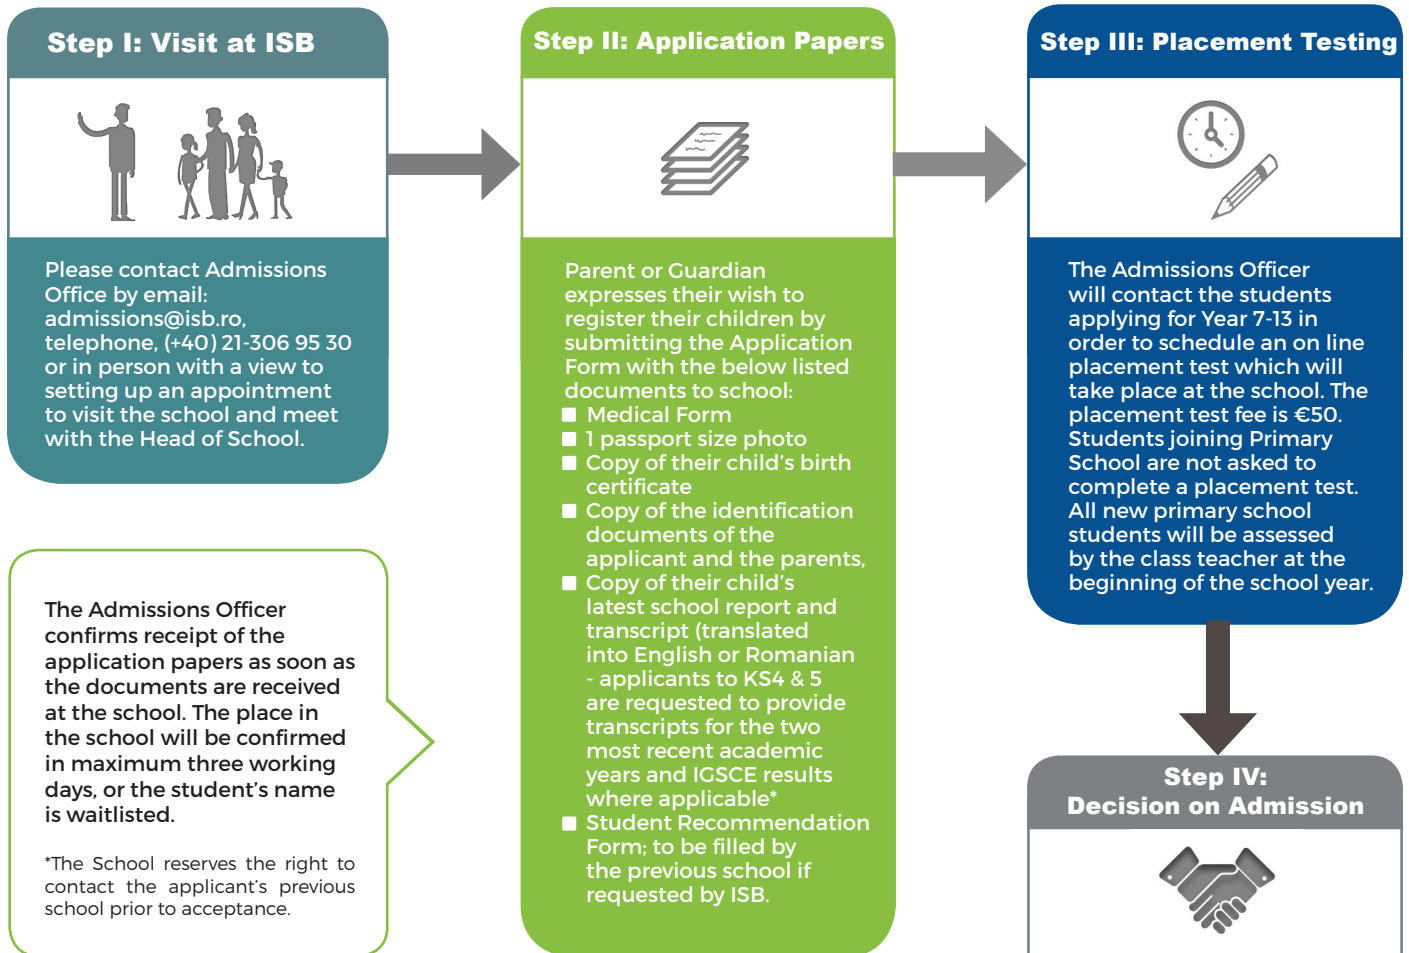 Step I: Visit at ISB
Please contact Admissions
Office by email:
admissions@isb.ro,
telephone, (+40) 21-306 95 30
or in person with a view to
setting up an appointment
to visit the school and meet
with the Head of School.
The Admissions Officer
confirms receipt of the
application papers as soon as
the documents are received
at the school. The place in
the school will be confirmed
in maximum three working
days, or the student's name
is waitlisted.
*The School reserves the right to
contact the applicant's previous
school prior to acceptance.
Step II: Application Papers
Parent or Guardian
expresses their wish to
register their children by
submitting the Application
Form with the below listed
documents to school:
■ Medical Form
■ 1 passport size photo
■ Copy of their child's birth
certificate
■ Copy of the identification
documents of the
applicant and the parents,
■ Copy of their child's
latest school report and
transcript (translated
into English or Romanian
- applicants to KS4 & 5
are requested to provide
transcripts for the two
most recent academic
years and IGSCE results
where applicable*
■ Student Recommendation
Form; to be filled by
the previous school if
requested by ISB.
Step III: Placement Testing
The Admissions Officer
will contact the students
applying for Year 7-13 in
order to schedule an on line
placement test which will
take place at the school. The
placement test fee is €50.
Students joining Primary
School are not asked to
complete a placement test.
All new primary school
students will be assessed
by the class teacher at the
beginning of the school year.
Step IV:
Decision on Admission